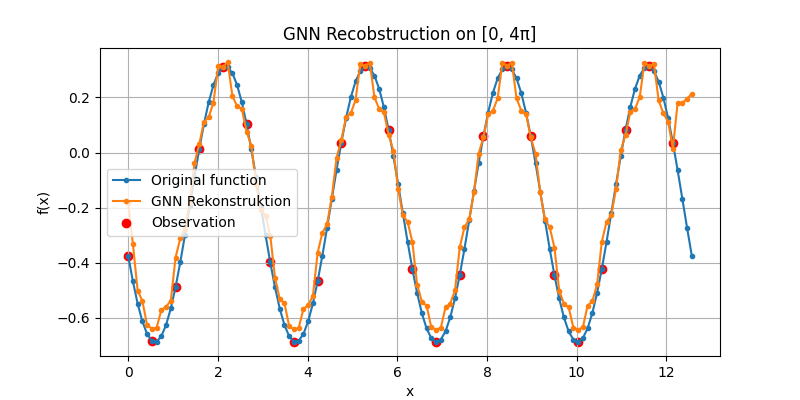 GNN Recobstruction on [0, 4π]
f(x)
0.2
0.0
−0.2
−0.4
−0.6
Original function
GNN Rekonstruktion
Observation
0 2 4 6 8 10 12
x